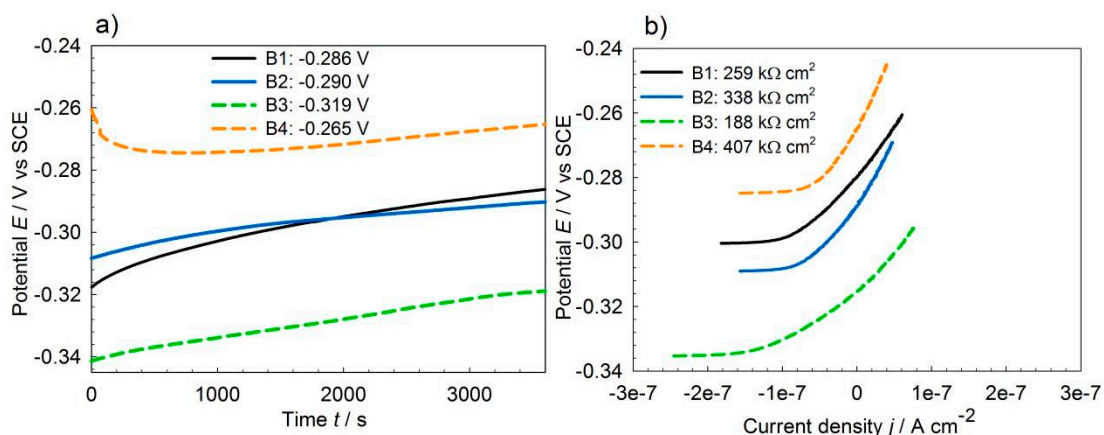 a)
-0.24
-0.26
-0.28
-0.30
-0.32
-0.34
Potential E / V vs SCE
B1: -0.286 V
B2: -0.290 V
B3: -0.319 V
B4: -0.265 V
0 1000 2000 3000
Time t / s
b)
-0.24
-0.26
-0.28
-0.30
-0.32
-0.34
Potential E / V vs SCE
B1: 259 kΩ cm²
B2: 338 kΩ cm²
B3: 188 kΩ cm²
B4: 407 kΩ cm²
-3e-7 -2e-7 -1e-7 0 1e-7 2e-7 3e-7
Current density j / A cm⁻²